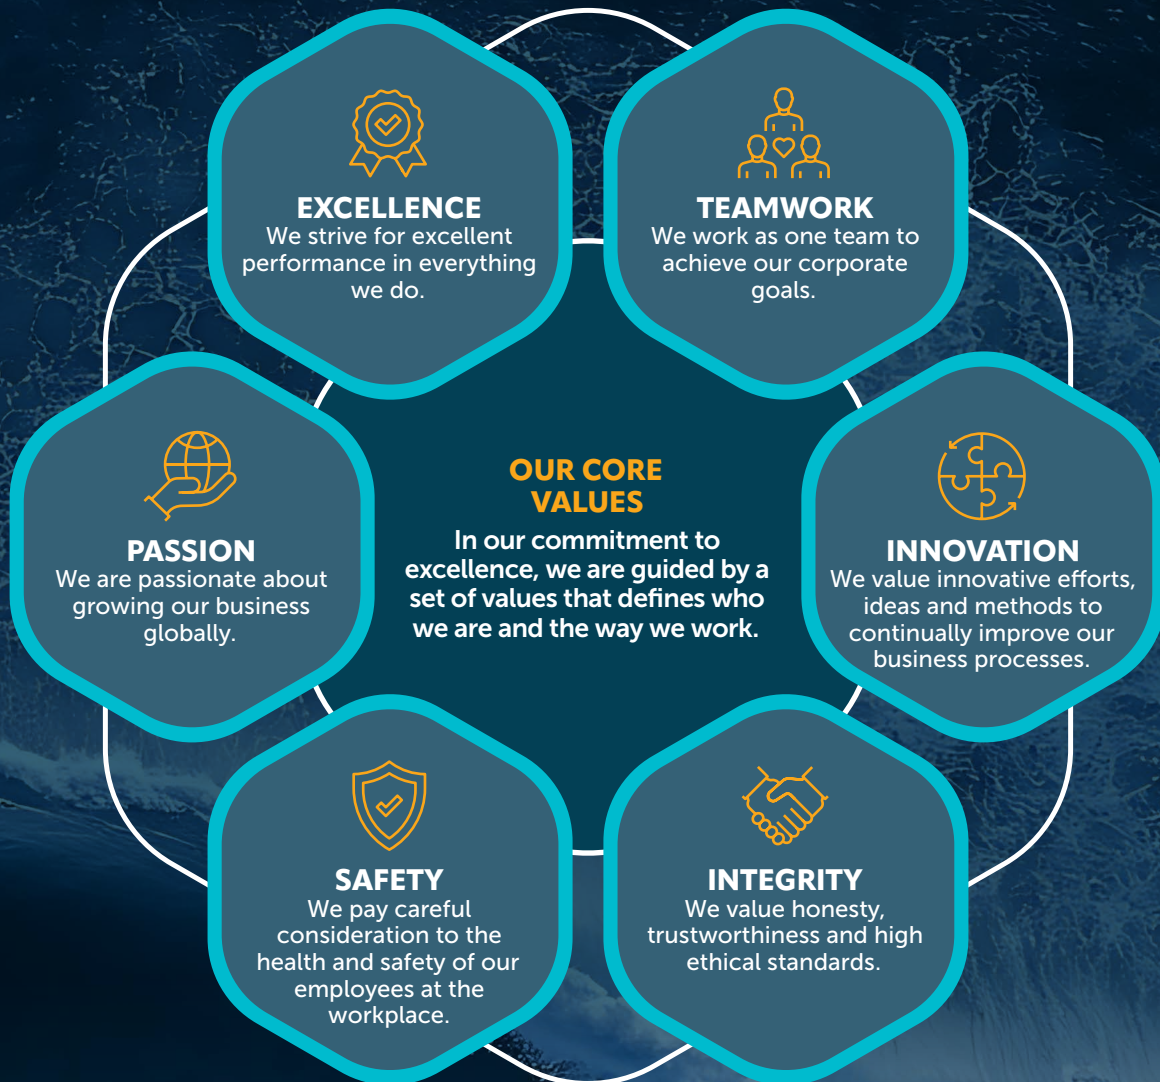 EXCELLENCE
We strive for excellent
performance in everything
we do.
TEAMWORK
We work as one team to
achieve our corporate
goals.
PASSION
We are passionate about
growing our business
globally.
OUR CORE
VALUES
In our commitment to
excellence, we are guided by a
set of values that defines who
we are and the way we work.
INNOVATION
We value innovative efforts,
ideas and methods to
continually improve our
business processes.
SAFETY
We pay careful
consideration to the
health and safety of our
employees at the
workplace.
INTEGRITY
We value honesty,
trustworthiness and high
ethical standards.